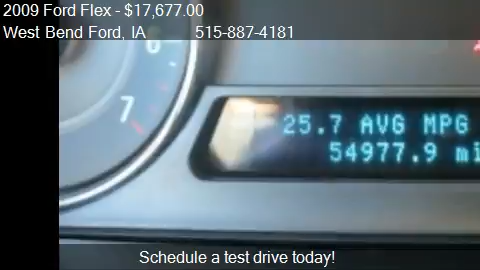 2009 Ford Flex - $17,677.00
West Bend Ford, IA 515-887-4181
6
7
25.7 AVG MPG
54977.9 mi
Schedule a test drive today!